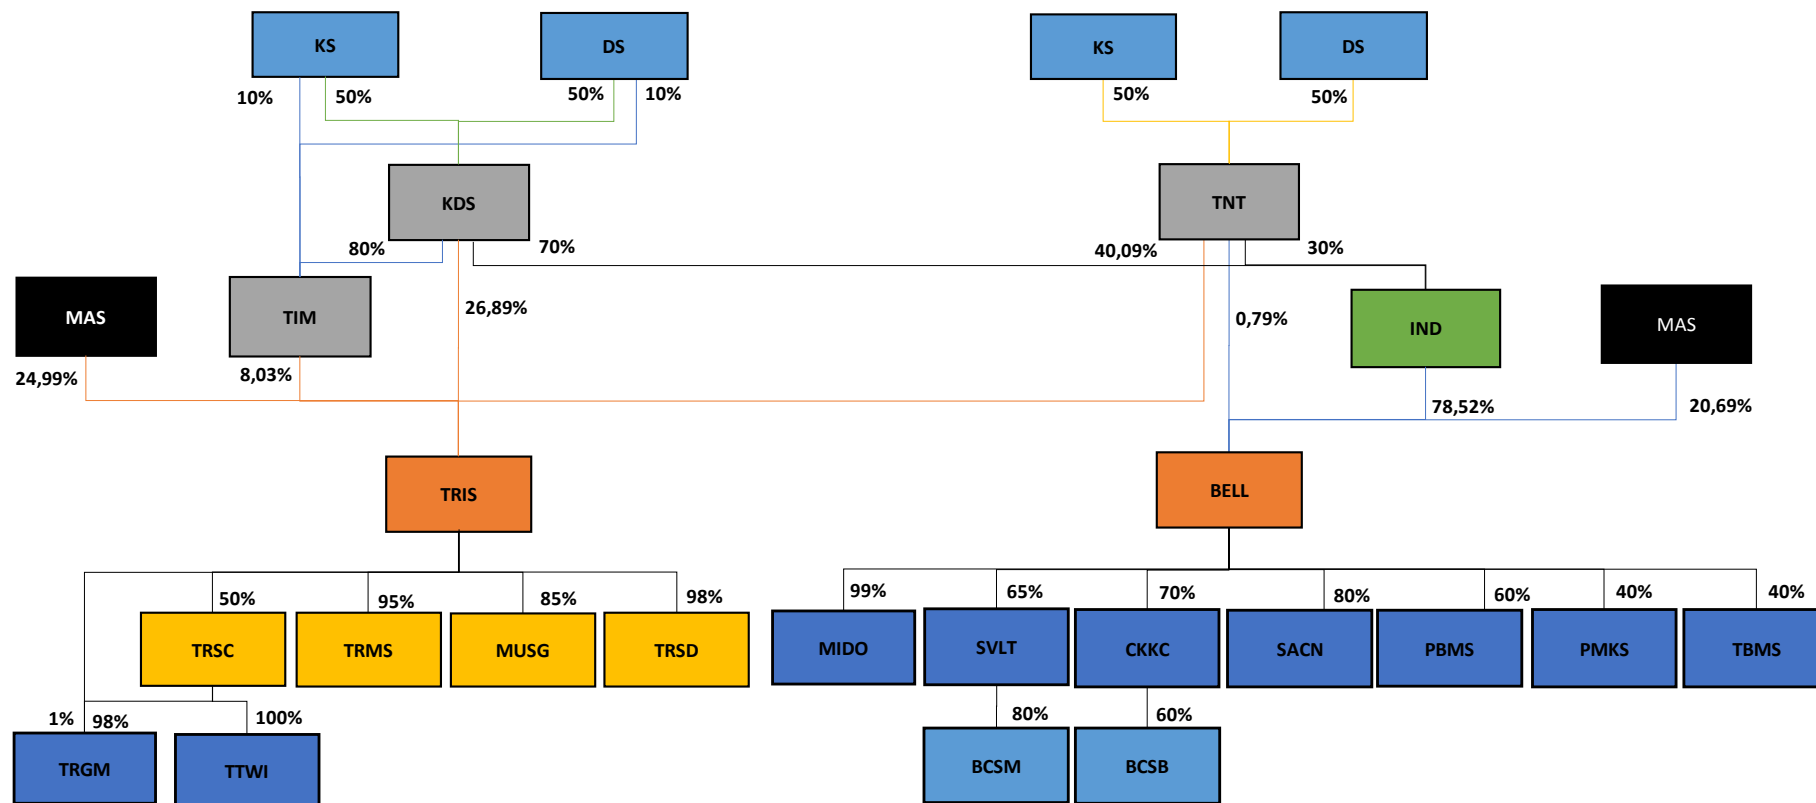 KS
DS
KS
DS
10%
50%
50%
10%
50%
50%
KDS
TNT
80%
70%
40,09%
30%
MAS
TIM
26,89%
0,79%
IND
MAS
24,99%
8,03%
78,52%
20,69%
TRIS
BELL
50%
95%
85%
98%
99%
65%
70%
80%
60%
40%
40%
TRSC
TRMS
MUSG
TRSD
MIDO
SVLT
CKKC
SACN
PBMS
PMKS
TBMS
1%
98%
100%
80%
60%
TRGM
TTWI
BCSM
BCSB